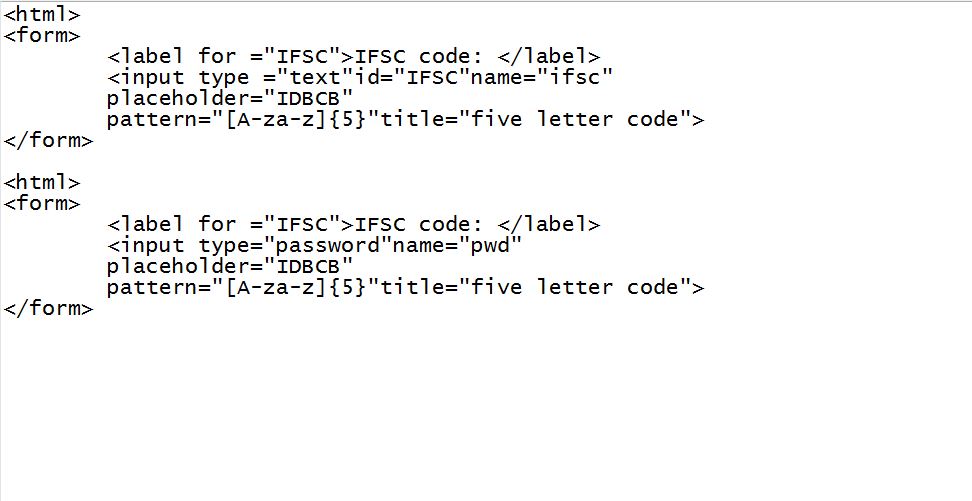 <html>
<form>
<label for ="IFSC">IFSC code: </label>
<input type ="text"id="IFSC"name="ifsc"
placeholder="IDBCB"
pattern="[A-za-z]{5}"title="five letter code">
</form>
<html>
<form>
<label for ="IFSC">IFSC code: </label>
<input type="password"name="pwd"
placeholder="IDBCB"
pattern="[A-za-z]{5}"title="five letter code">
</form>